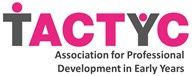 TACTYC
Association for Professional
Development in Early Years